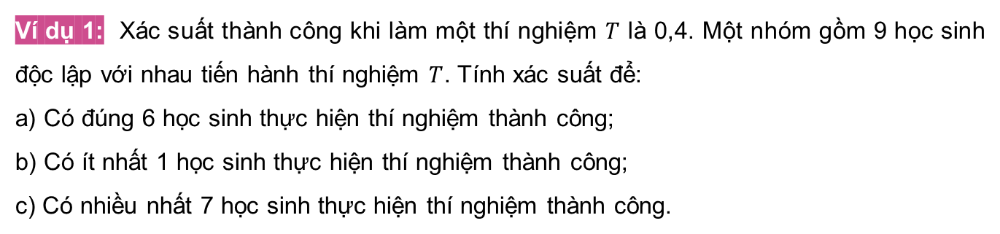 Ví dụ 1: Xác suất thành công khi làm một thí nghiệm T là 0,4. Một nhóm gồm 9 học sinh
độc lập với nhau tiến hành thí nghiệm T. Tính xác suất để:
a) Có đúng 6 học sinh thực hiện thí nghiệm thành công;
b) Có ít nhất 1 học sinh thực hiện thí nghiệm thành công;
c) Có nhiều nhất 7 học sinh thực hiện thí nghiệm thành công.